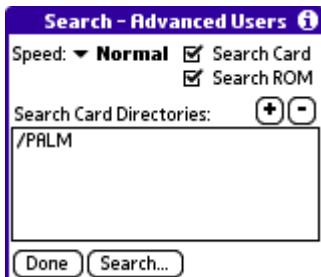 Search - Advanced Users i
Speed: Normal Search Card
Search ROM
Search Card Directories: + -
/PALM
Done Search...